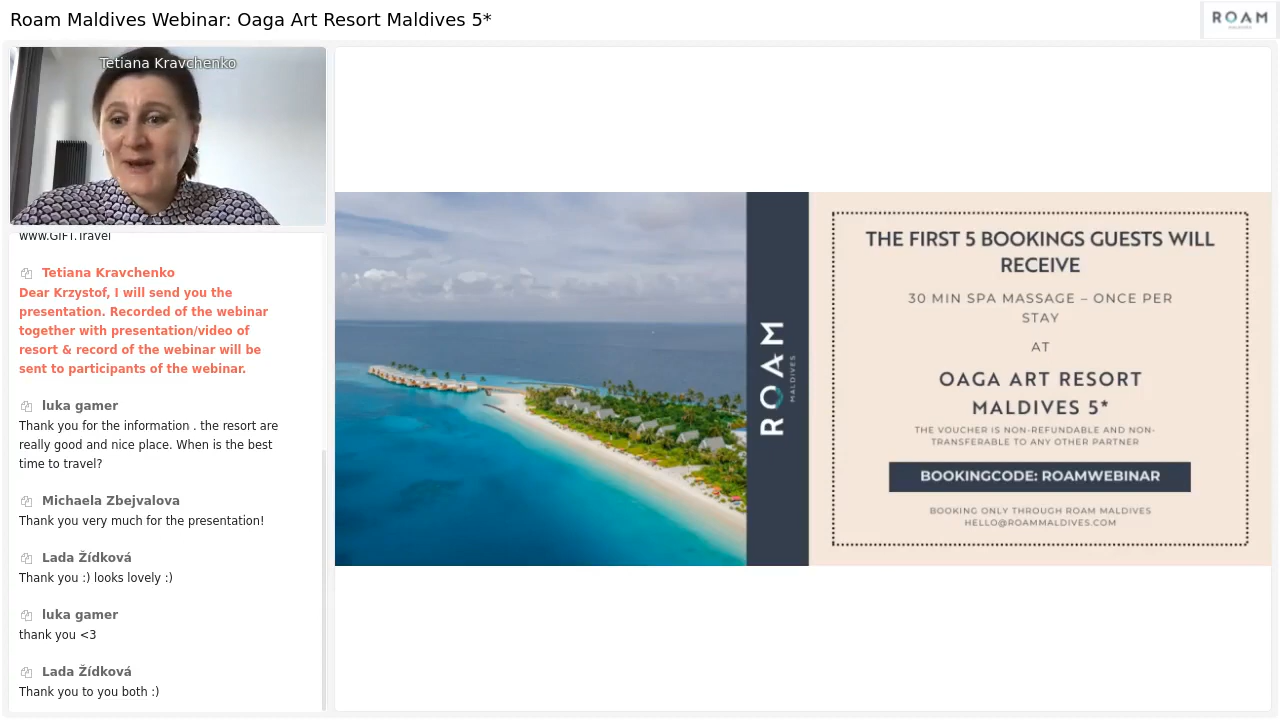 Roam Maldives Webinar: Oaga Art Resort Maldives 5*
ROAM
MALDIVES
Tetiana Kravchenko
www.GIFT.Travel
Tetiana Kravchenko
Dear Krzystof, I will send you the
presentation. Recorded of the webinar
together with presentation/video of
resort & record of the webinar will be
sent to participants of the webinar.
luka gamer
Thank you for the information . the resort are
really good and nice place. When is the best
time to travel?
Michaela Zbejvalova
Thank you very much for the presentation!
Lada Žídková
Thank you :) looks lovely :)
luka gamer
thank you <3
Lada Žídková
Thank you to you both :)
ROAM
MALDIVES
THE FIRST 5 BOOKINGS GUESTS WILL
RECEIVE
30 MIN SPA MASSAGE – ONCE PER
STAY
AT
OAGA ART RESORT
MALDIVES 5*
THE VOUCHER IS NON-REFUNDABLE AND NON-
TRANSFERABLE TO ANY OTHER PARTNER
BOOKINGCODE: ROAMWEBINAR
BOOKING ONLY THROUGH ROAM MALDIVES
HELLO@ROAMMALDIVES.COM